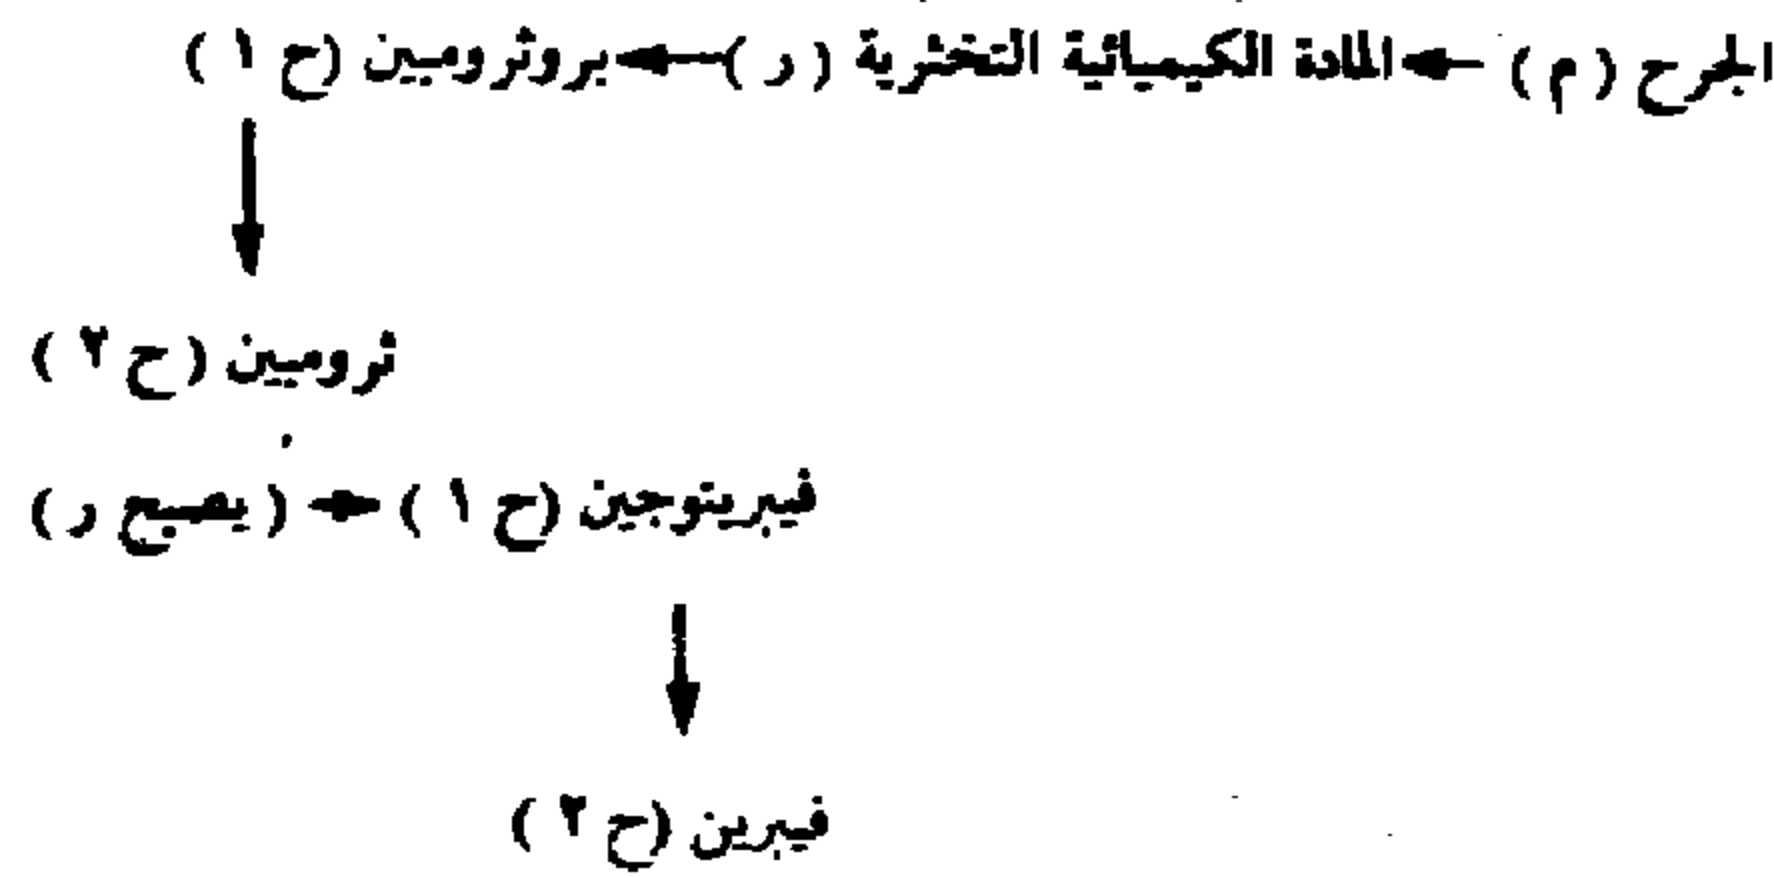 الجرح ( م ) ← المادة الكيميائية التخثرية ( ر ) ← بروثرومبين ( ح ١ )
ثرومبين ( ح ٢ )
فيبرينوجين ( ح ١ ) ← ( يصبح ر )
فيبرين ( ح ٢ )